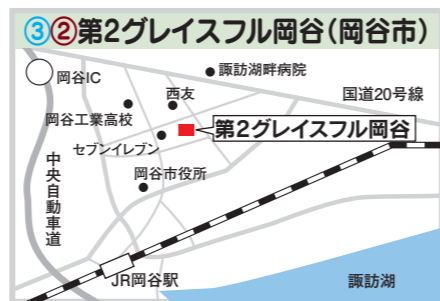 ③②第2グレイスフル岡谷(岡谷市)
岡谷IC
諏訪湖畔病院
西友
国道20号線
岡谷工業高校
第2グレイスフル岡谷
セブンイレブン
中央自動車道
岡谷市役所
JR岡谷駅
諏訪湖